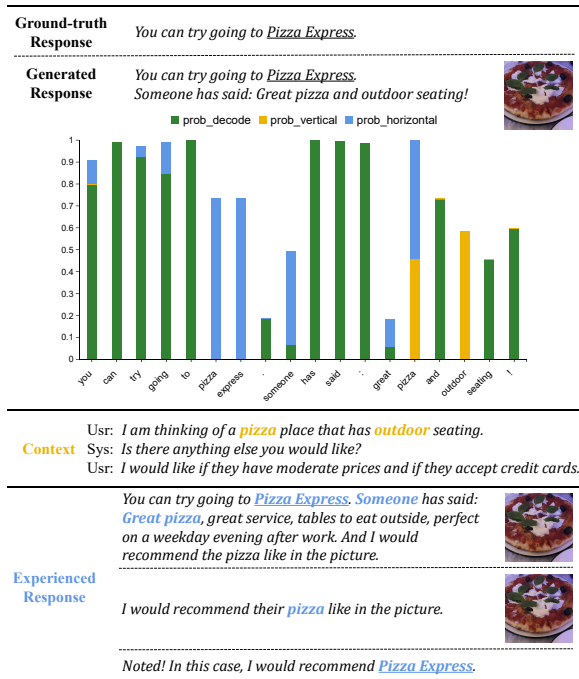 Ground-truth Response
You can try going to Pizza Express.
Generated Response
You can try going to Pizza Express.
Someone has said: Great pizza and outdoor seating!
prob_decode prob_vertical prob_horizontal
1
0.9
0.8
0.7
0.6
0.5
0.4
0.3
0.2
0.1
0
you can try going to pizza express . someone has said : great pizza and outdoor seating !
Context
Usr: I am thinking of a pizza place that has outdoor seating.
Sys: Is there anything else you would like?
Usr: I would like if they have moderate prices and if they accept credit cards.
Experienced Response
You can try going to Pizza Express. Someone has said:
Great pizza, great service, tables to eat outside, perfect
on a weekday evening after work. And I would
recommend the pizza like in the picture.
I would recommend their pizza like in the picture.
Noted! In this case, I would recommend Pizza Express.